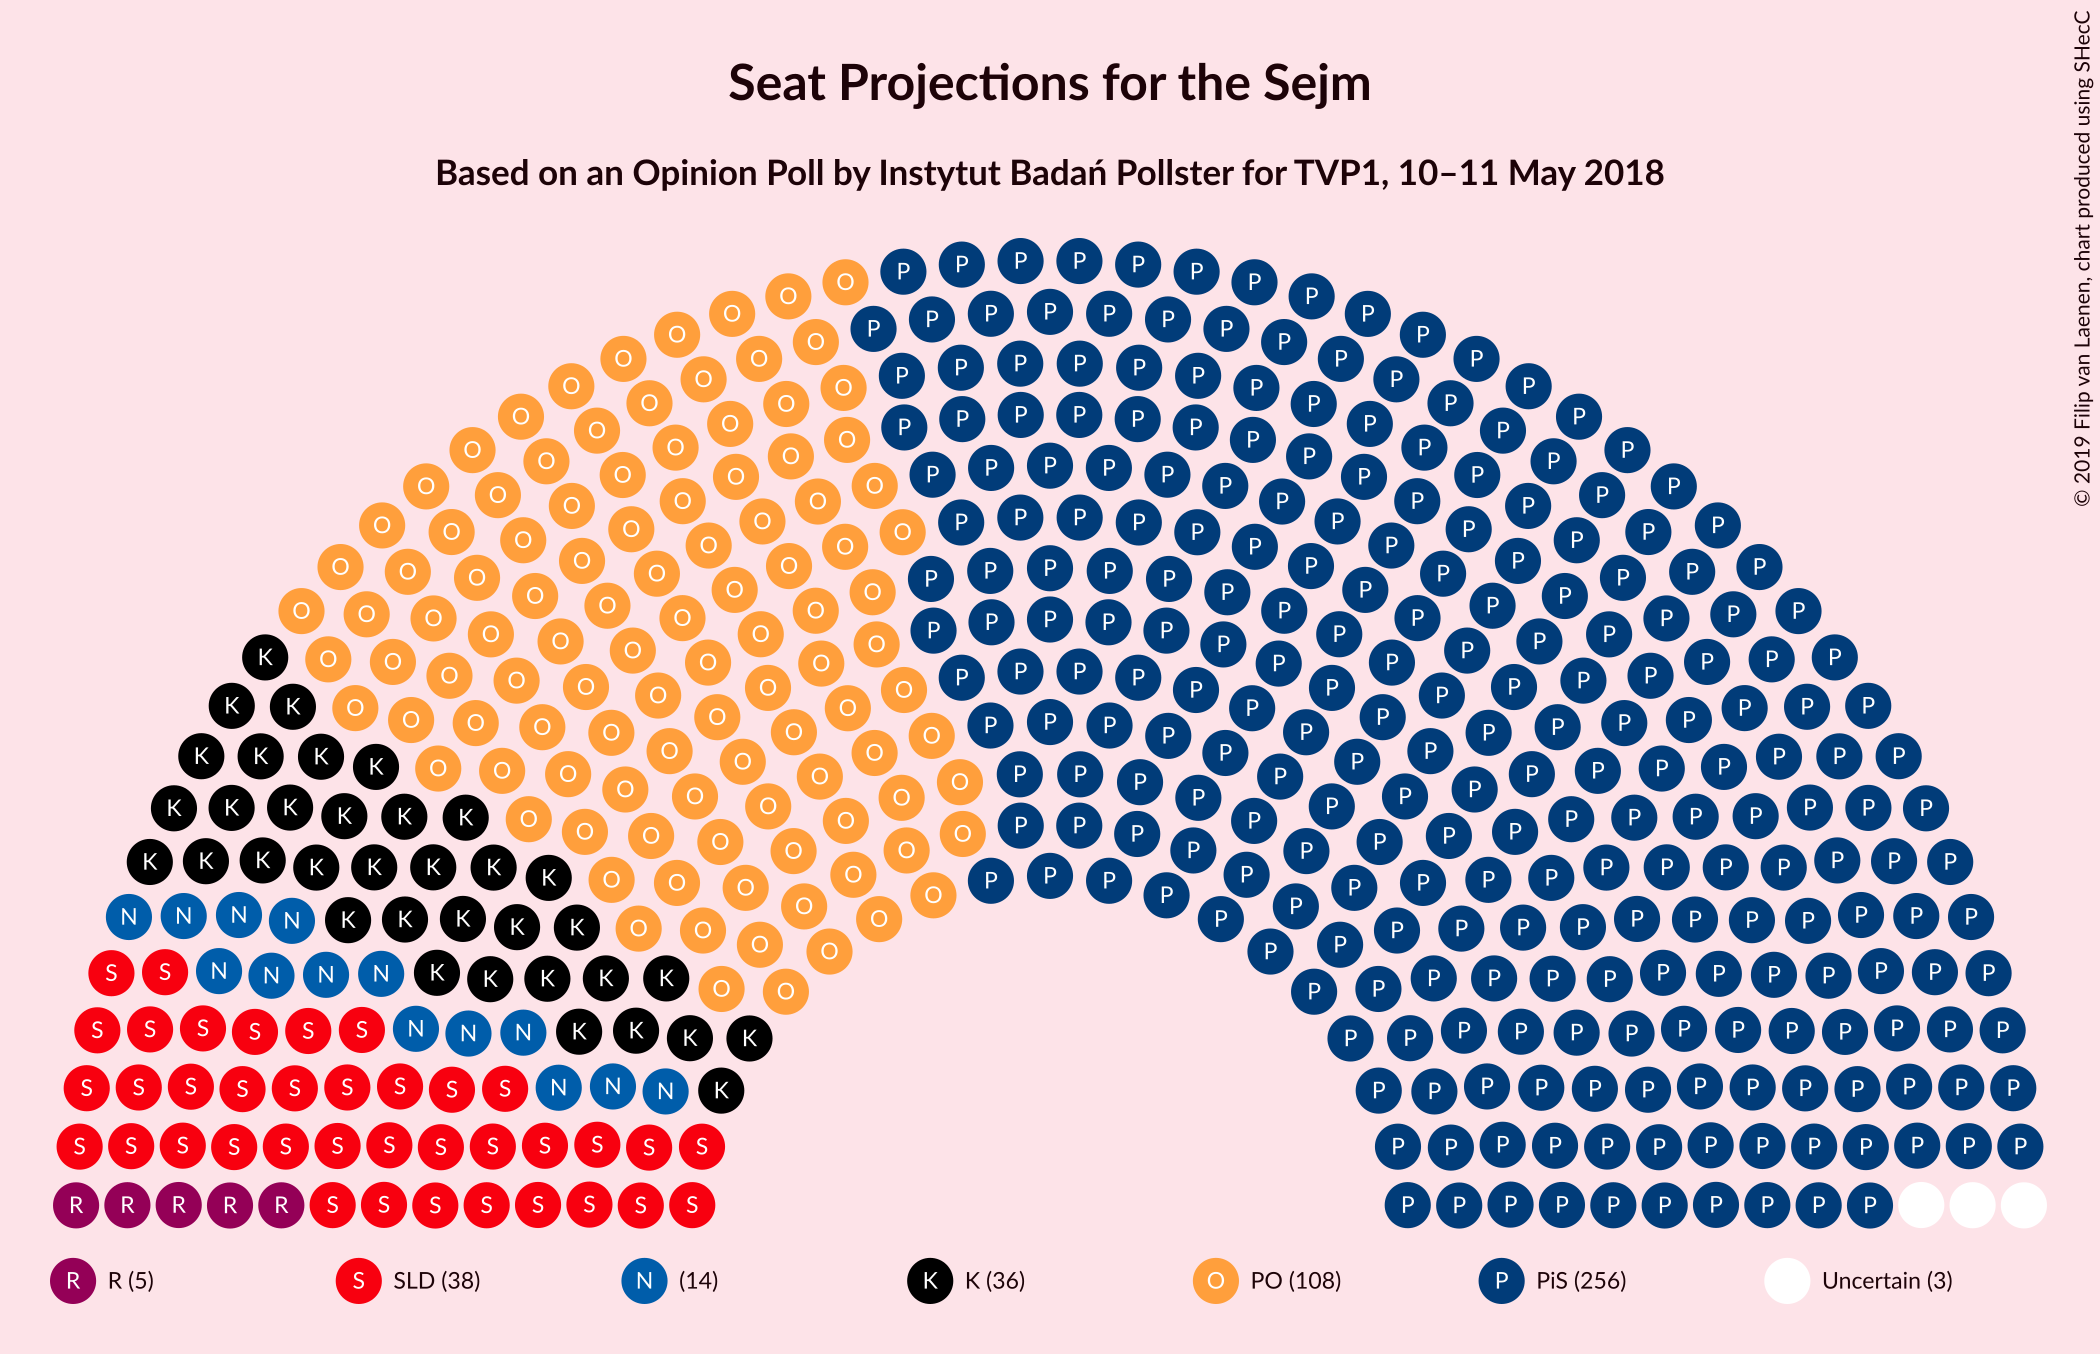 Seat Projections for the Sejm
Based on an Opinion Poll by Instytut Badań Pollster for TVP1, 10–11 May 2018
© 2019 Filip van Laenen, chart produced using SHecC
R R (5) S SLD (38) N (14) K K (36) O PO (108) P PiS (256) Uncertain (3)